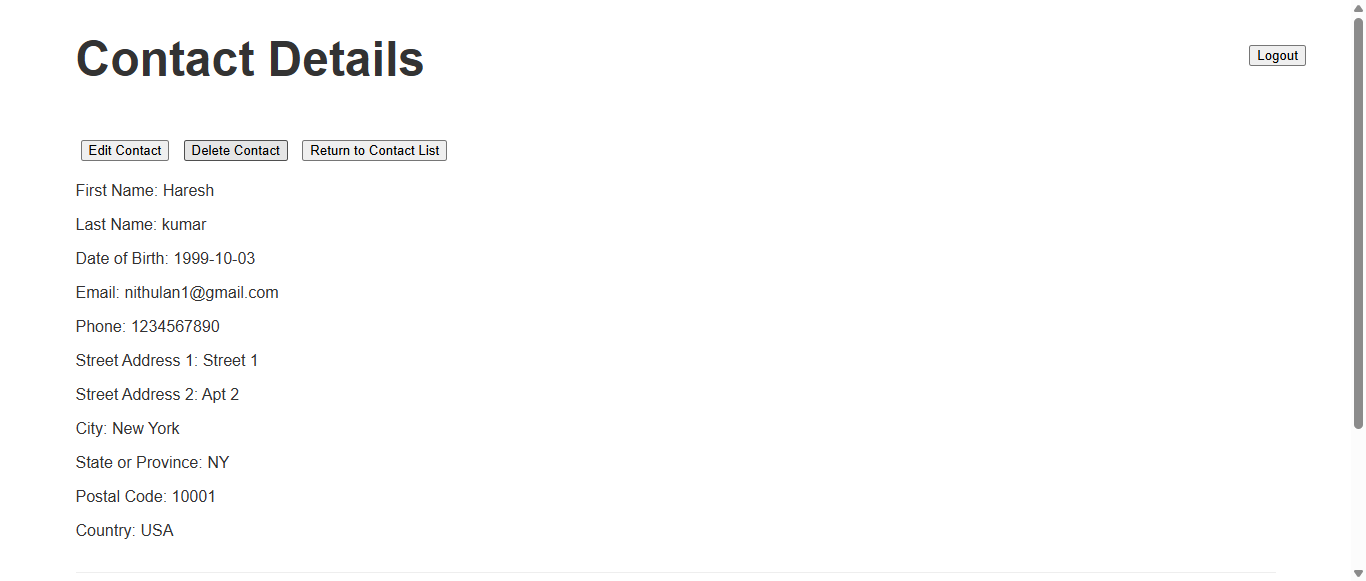 Contact Details
Logout
Edit Contact Delete Contact Return to Contact List
First Name: Haresh
Last Name: kumar
Date of Birth: 1999-10-03
Email: nithulan1@gmail.com
Phone: 1234567890
Street Address 1: Street 1
Street Address 2: Apt 2
City: New York
State or Province: NY
Postal Code: 10001
Country: USA